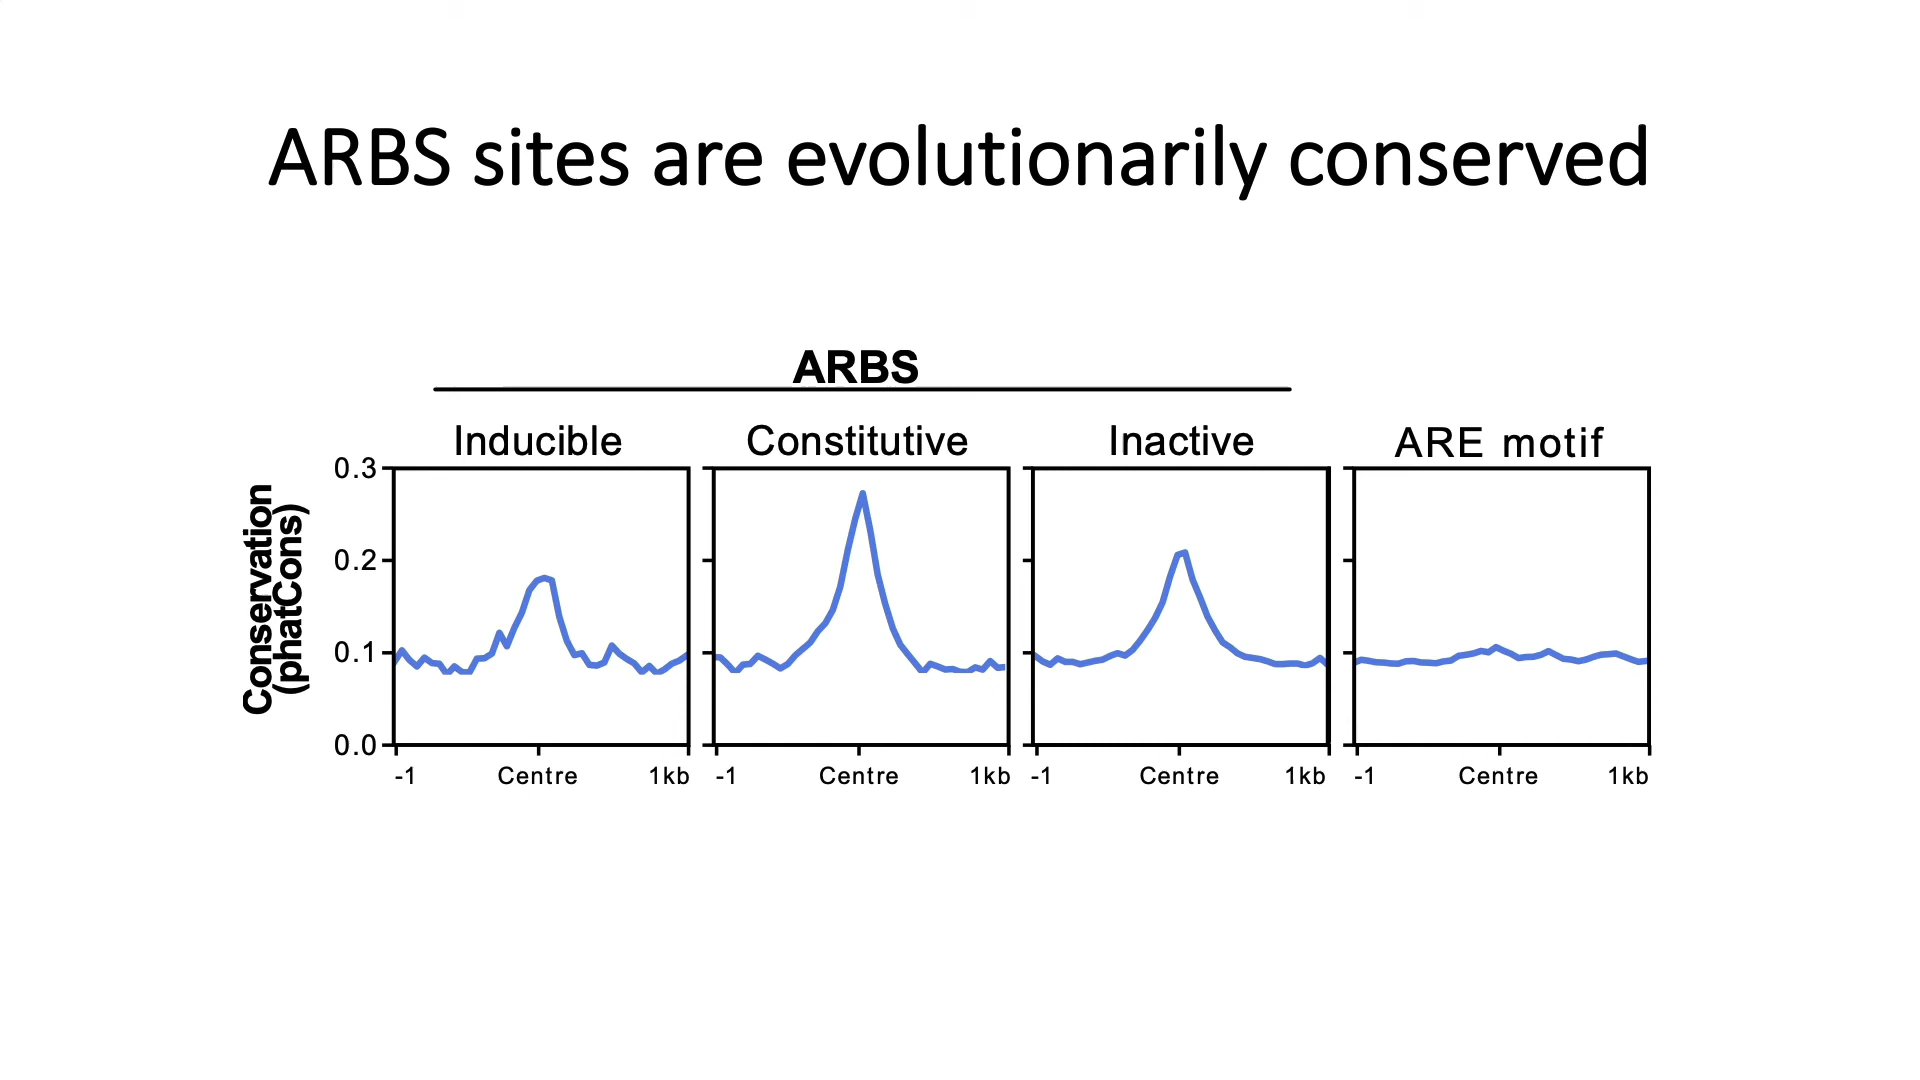 ARBS sites are evolutionarily conserved
ARBS
Inducible Constitutive Inactive ARE motif
Conservation
(phatCons)
0.3
0.2
0.1
0.0
-1 Centre 1kb -1 Centre 1kb -1 Centre 1kb -1 Centre 1kb